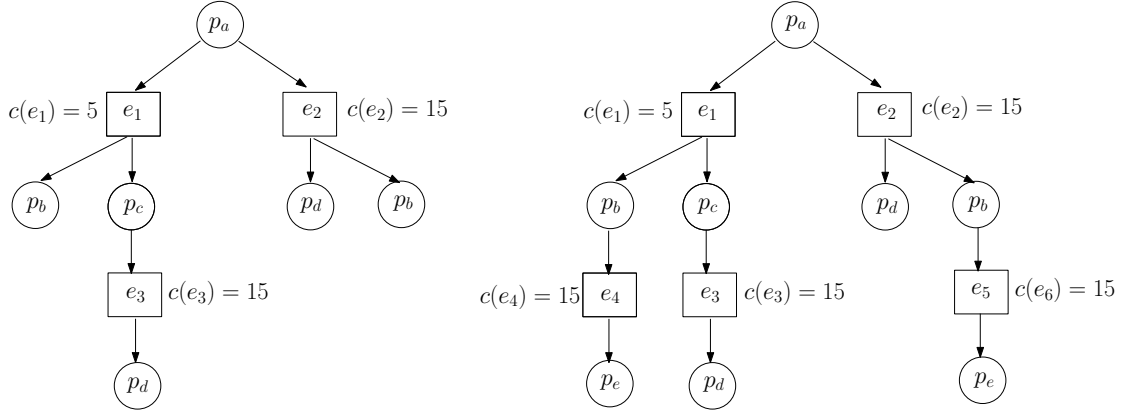 p_a p_a
c(e_1) = 5 e_1 e_2 c(e_2) = 15 c(e_1) = 5 e_1 e_2 c(e_2) = 15
p_b p_c p_d p_b p_b p_c p_d p_b
e_3 c(e_3) = 15 c(e_4) = 15 e_4 e_3 c(e_3) = 15 e_5 c(e_6) = 15
p_d p_e p_d p_e